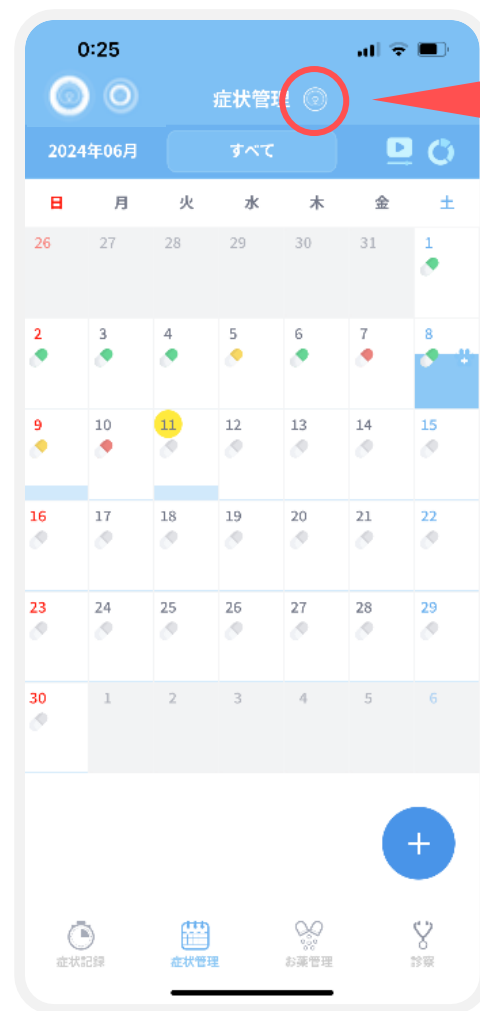 0:25
症状管理
2024年06月 すべて
日 月 火 水 木 金 土
26 27 28 29 30 31 1
2 3 4 5 6 7 8
9 10 11 12 13 14 15
16 17 18 19 20 21 22
23 24 25 26 27 28 29
30 1 2 3 4 5 6
症状記録 症状管理 お薬管理 診察